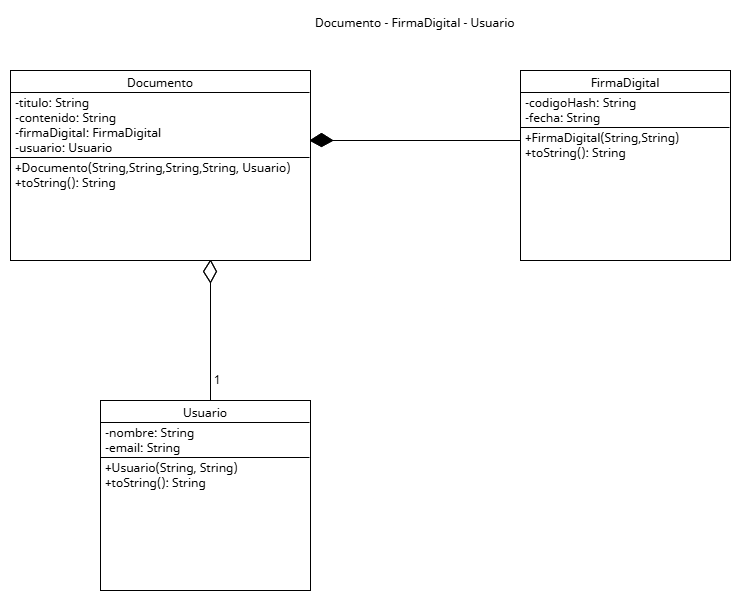 Documento - FirmaDigital - Usuario
Documento
-titulo: String
-contenido: String
-firmaDigital: FirmaDigital
-usuario: Usuario
+Documento(String,String,String,String, Usuario)
+toString(): String
FirmaDigital
-codigoHash: String
-fecha: String
+FirmaDigital(String,String)
+toString(): String
1
Usuario
-nombre: String
-email: String
+Usuario(String, String)
+toString(): String